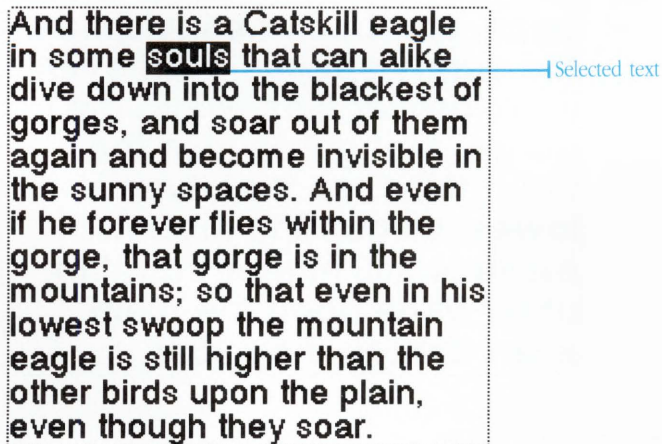 And there is a Catskill eagle
in some souls that can alike
dive down into the blackest of
gorges, and soar out of them
again and become invisible in
the sunny spaces. And even
if he forever flies within the
gorge, that gorge is in the
mountains; so that even in his
lowest swoop the mountain
eagle is still higher than the
other birds upon the plain,
even though they soar.
Selected text